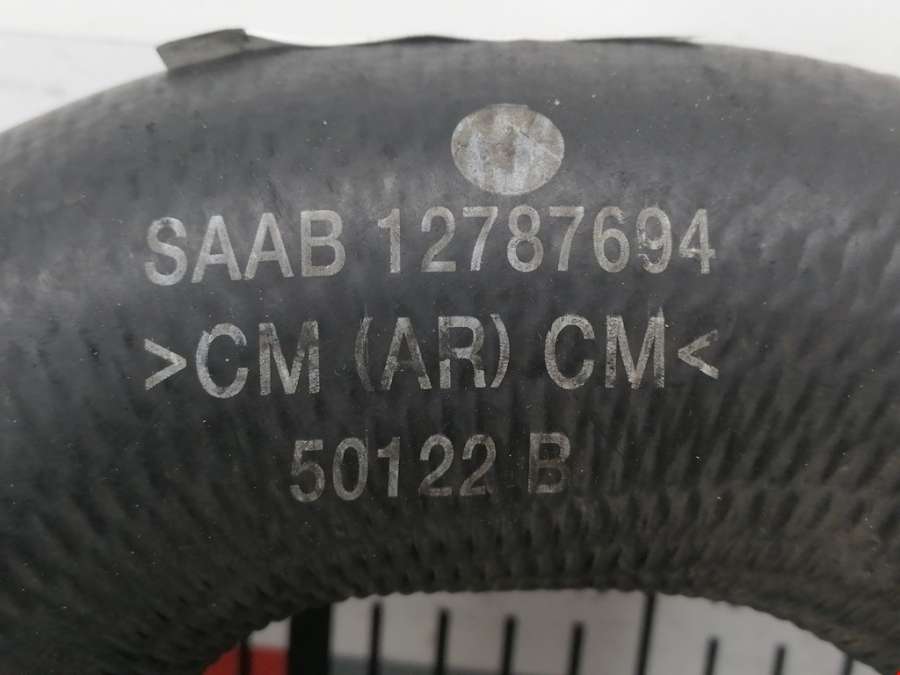 SAAB 12787694
>CM (AR) CM<
50122 B